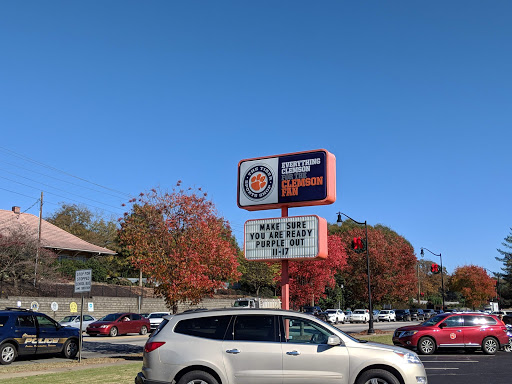 EVERYTHING
CLEMSON
FOR THE
CLEMSON
FAN
MAKE SURE
YOU ARE READY
PURPLE OUT
11-17
POLICE